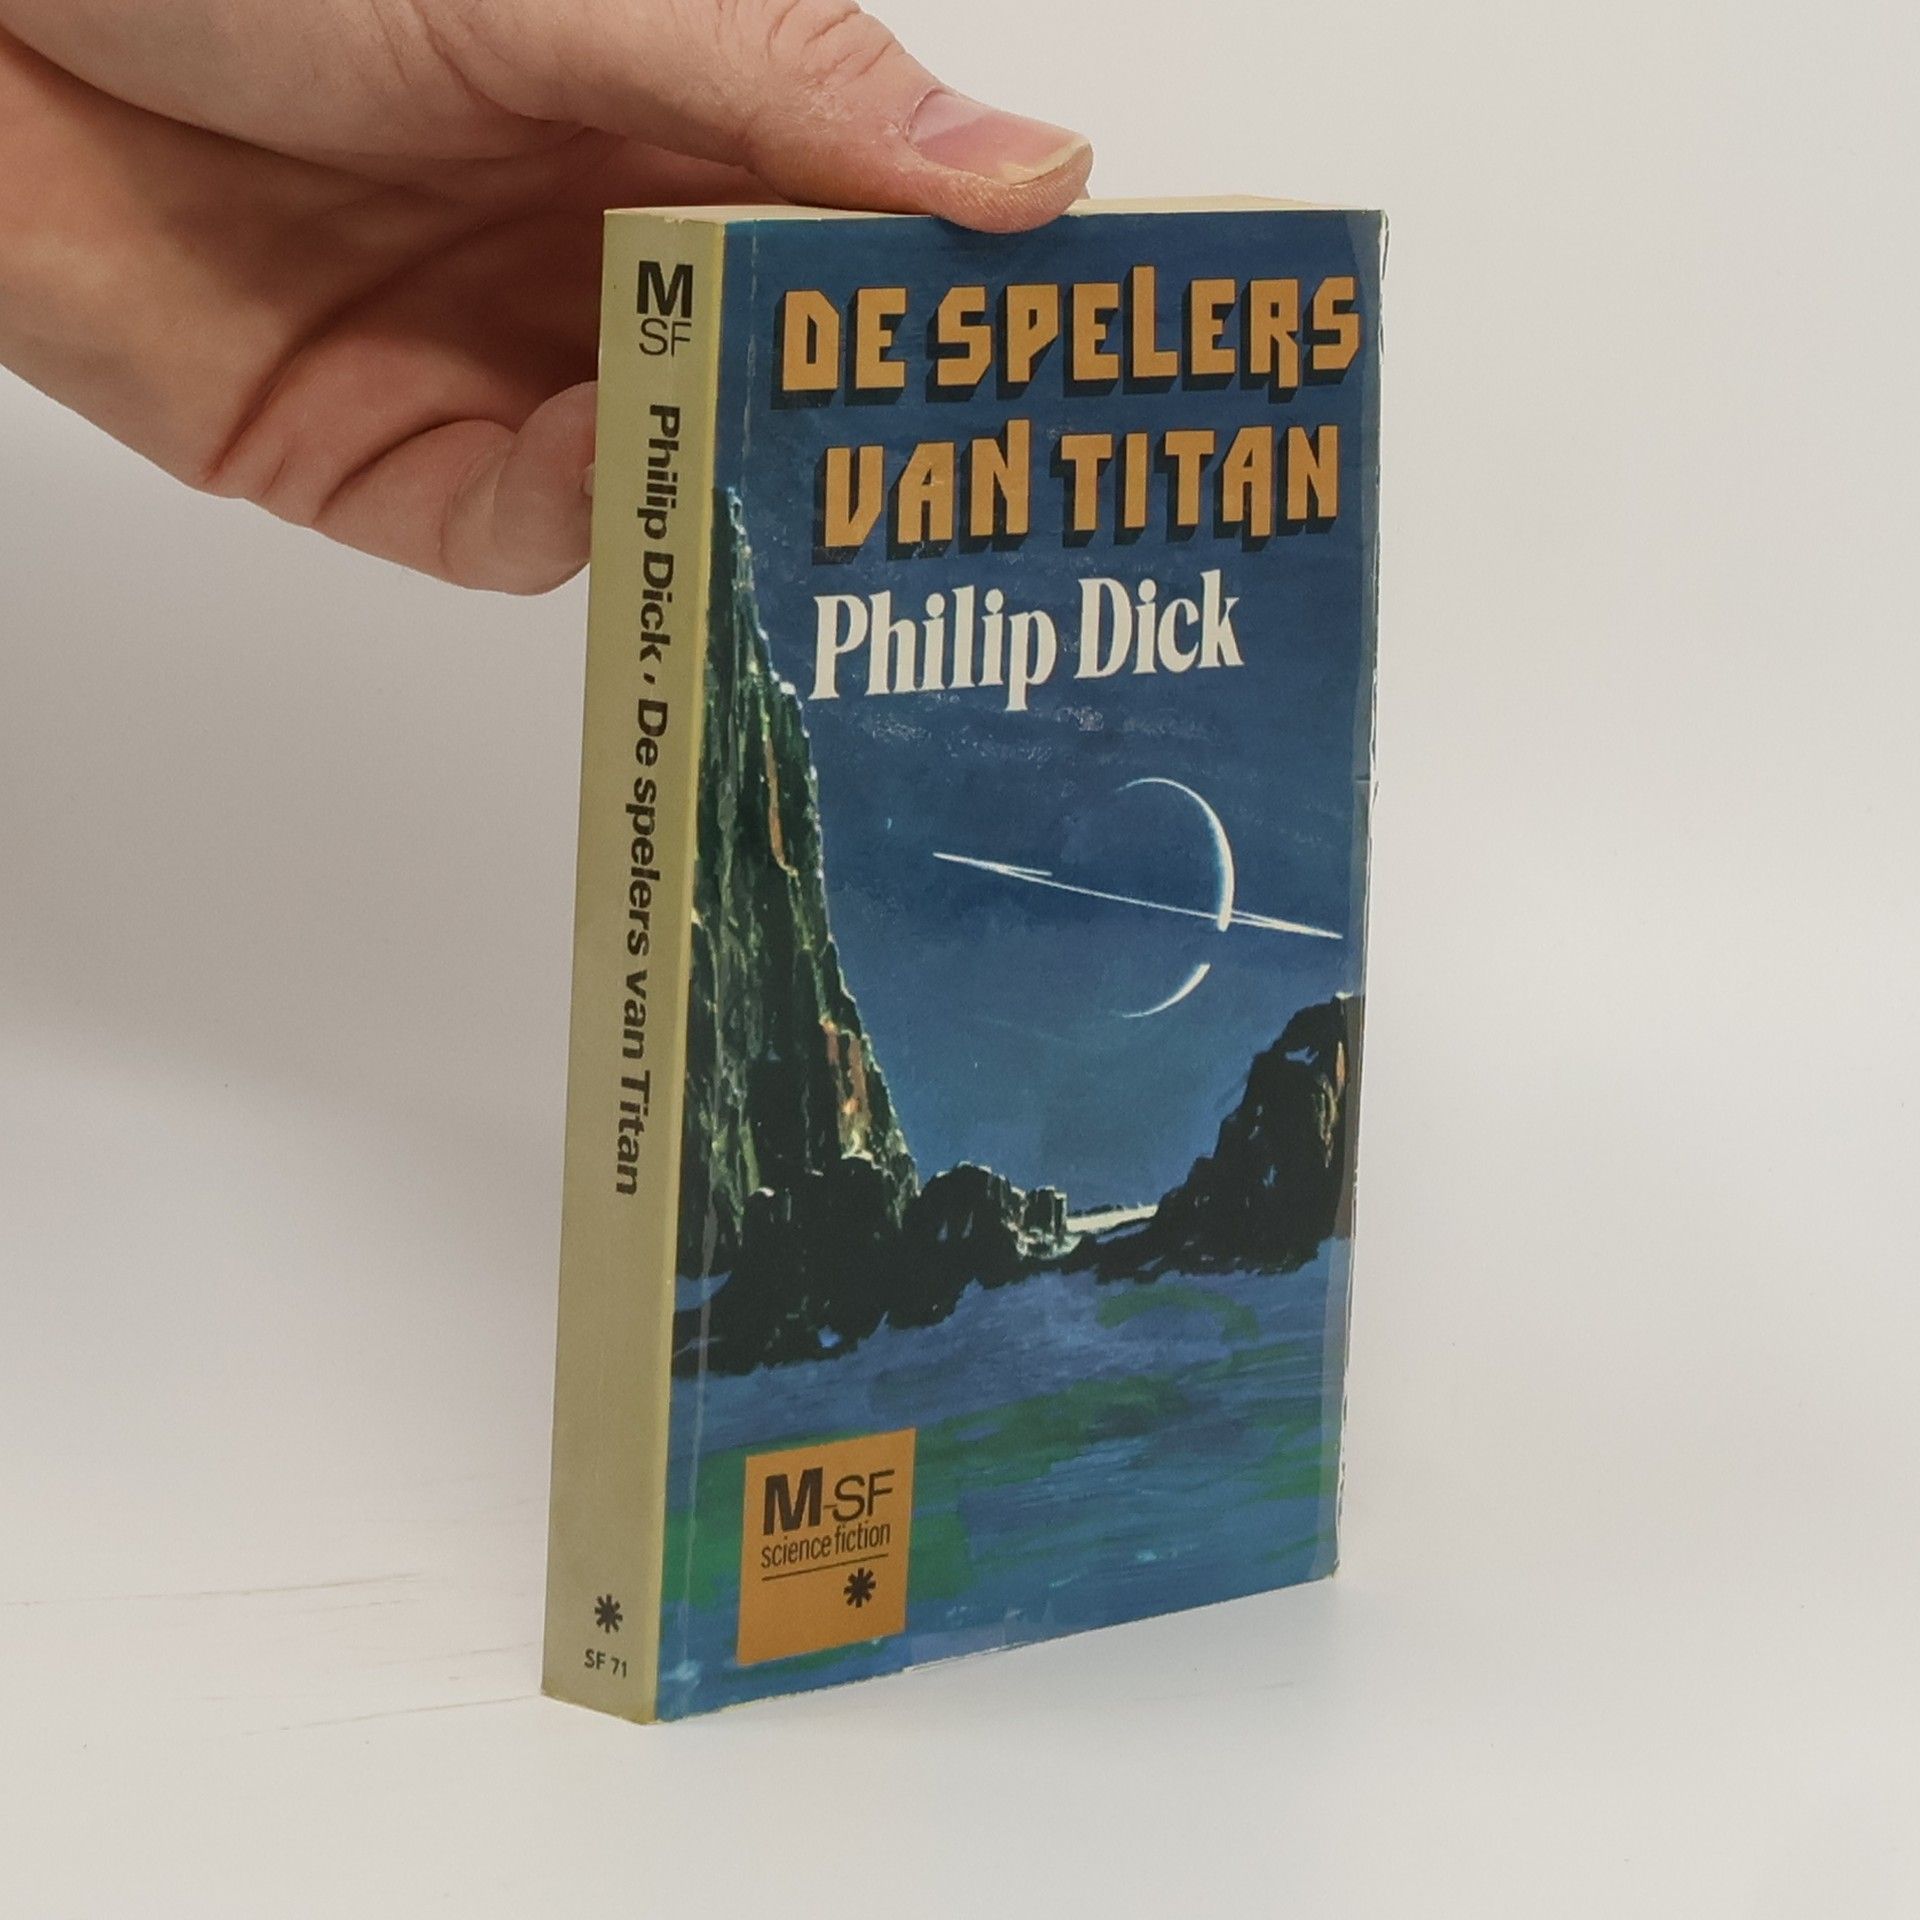 M
SF
Philip Dick, De spelers van Titan
*
SF 71
DE SPELERS
VAN TITAN
Philip Dick
M-SF
science fiction
*